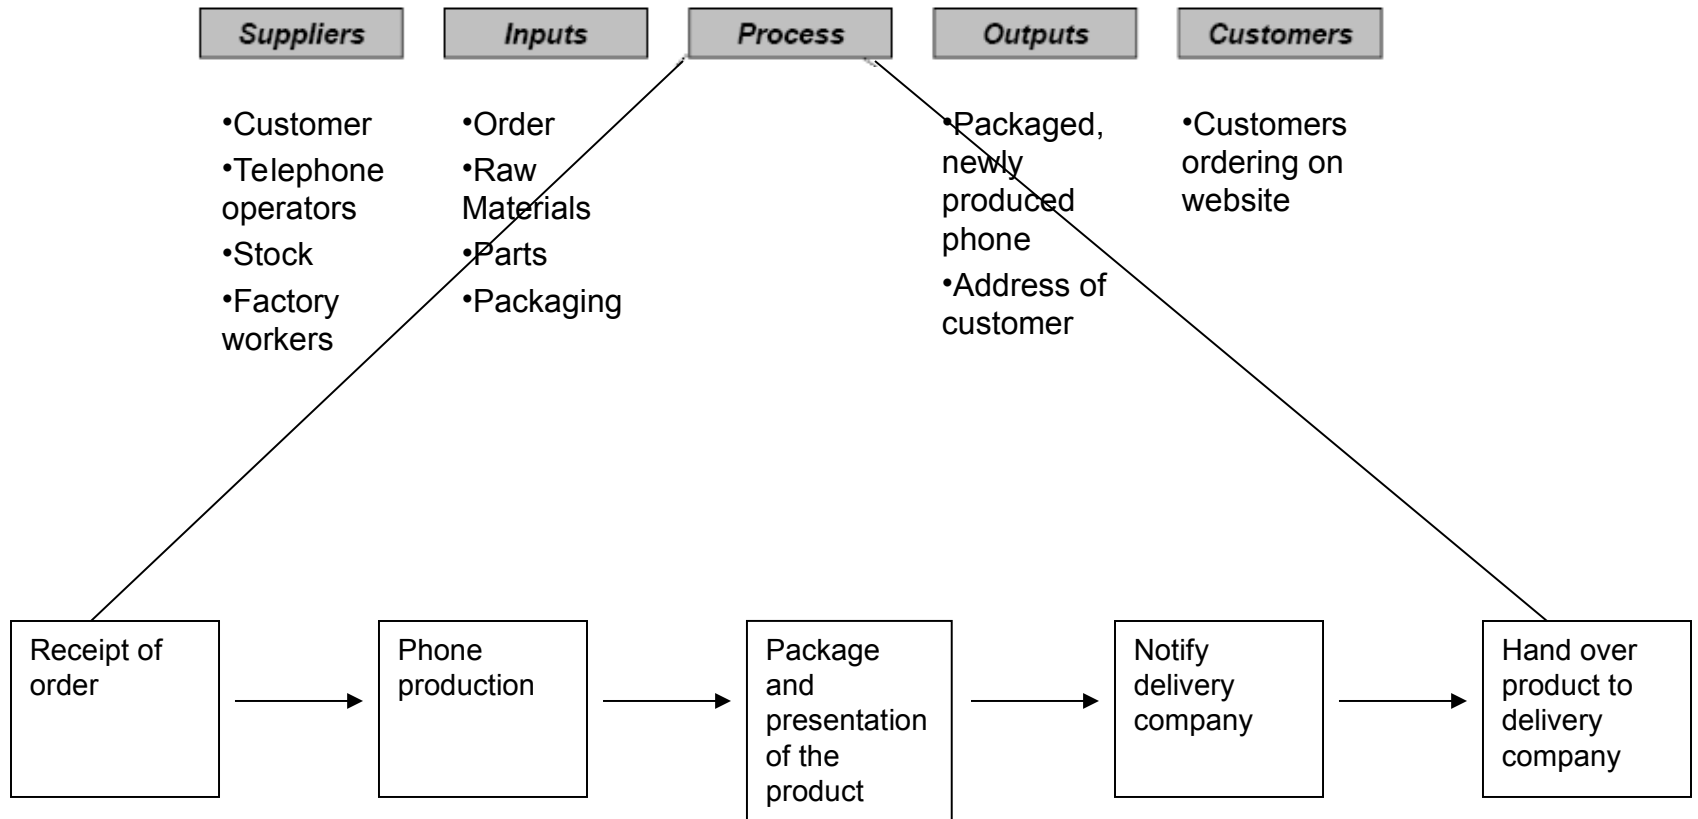 Suppliers
Inputs
Process
Outputs
Customers
•Customer
•Telephone
operators
•Stock
•Factory
workers
•Order
•Raw
Materials
•Parts
•Packaging
•Packaged,
newly
produced
phone
•Address of
customer
•Customers
ordering on
website
Receipt of
order
Phone
production
Package
and
presentation
of the
product
Notify
delivery
company
Hand over
product to
delivery
company